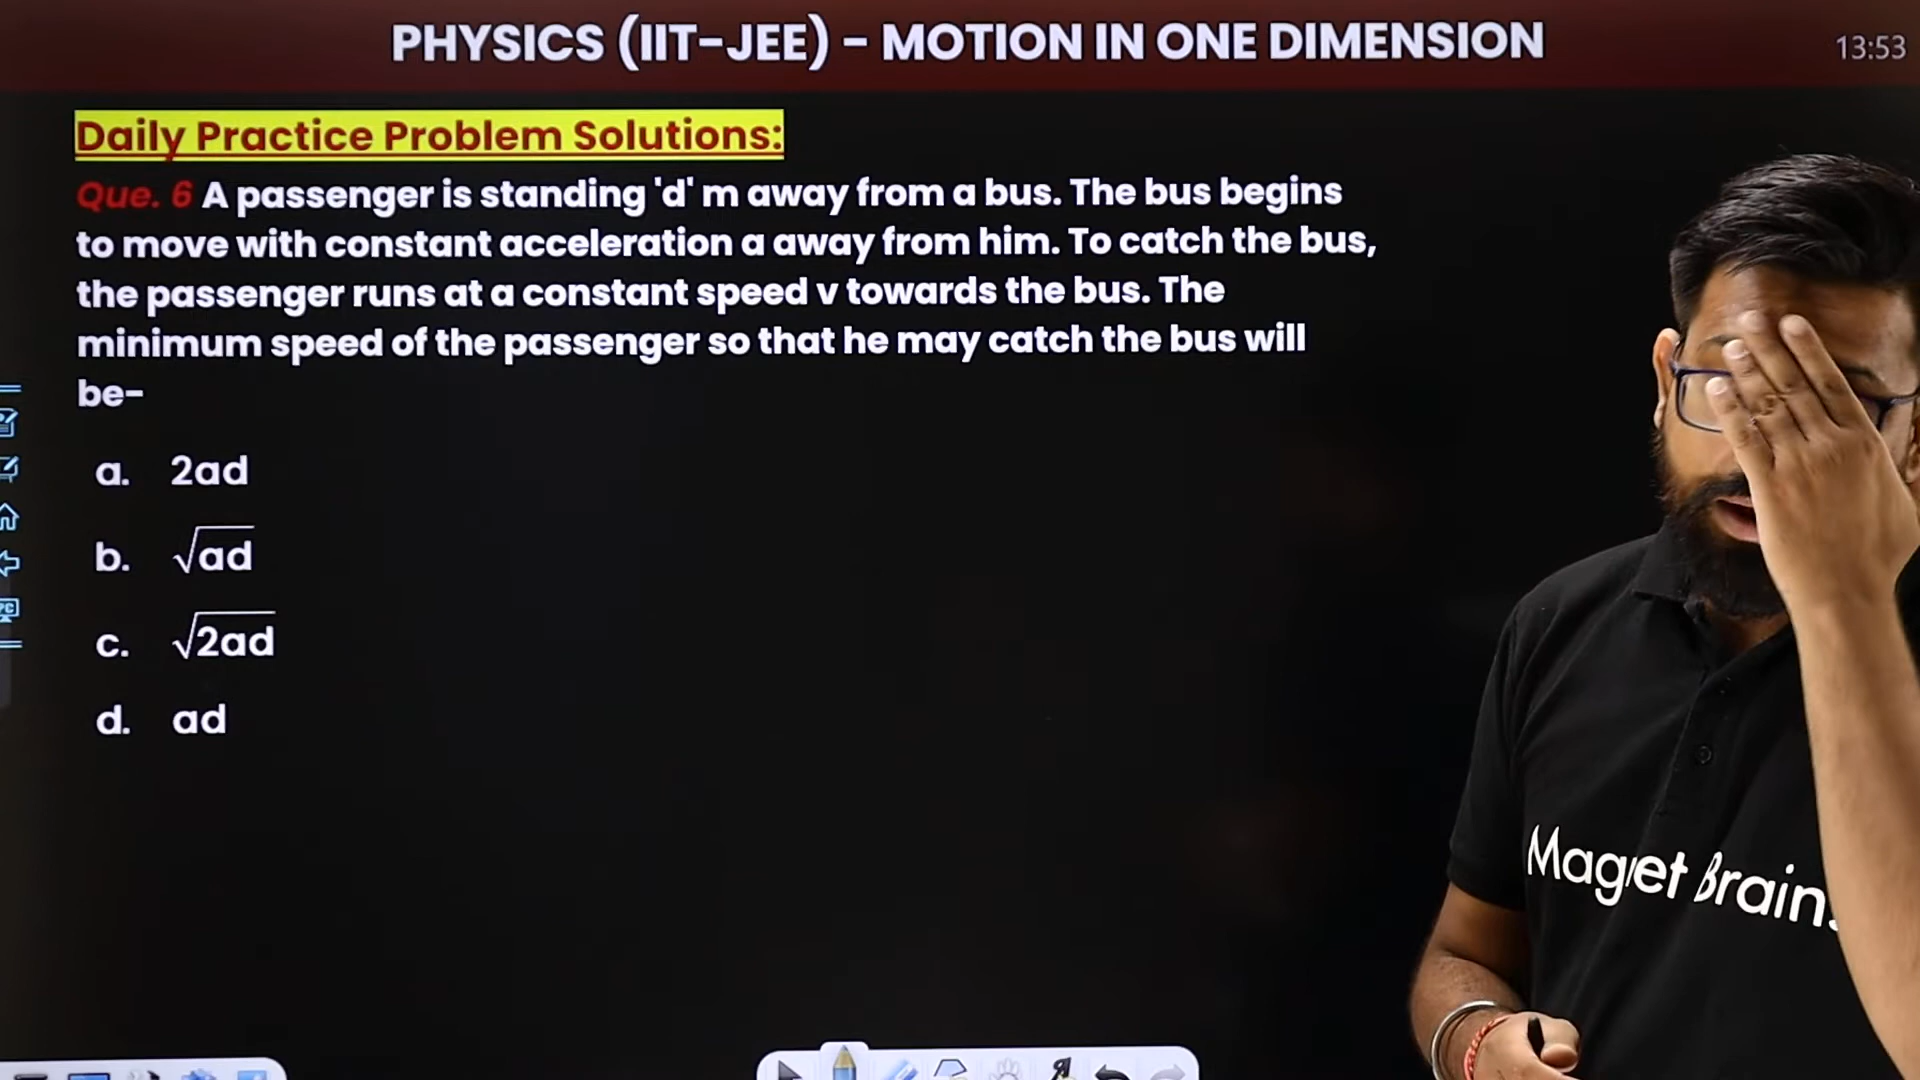 PHYSICS (IIT-JEE) - MOTION IN ONE DIMENSION
13:53
Daily Practice Problem Solutions:
Que. 6 A passenger is standing 'd' m away from a bus. The bus begins
to move with constant acceleration a away from him. To catch the bus,
the passenger runs at a constant speed v towards the bus. The
minimum speed of the passenger so that he may catch the bus will
be-
a. 2ad
b. √ad
c. √2ad
d. ad
Magnet Brains